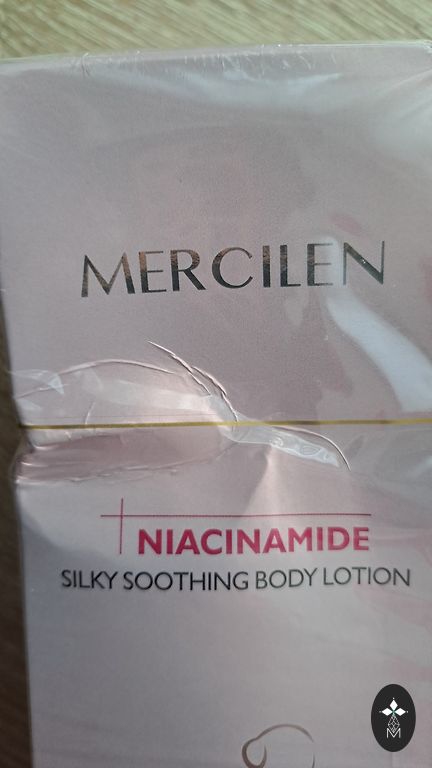 MERCILEN
NIACINAMIDE
SILKY SOOTHING BODY LOTION
M